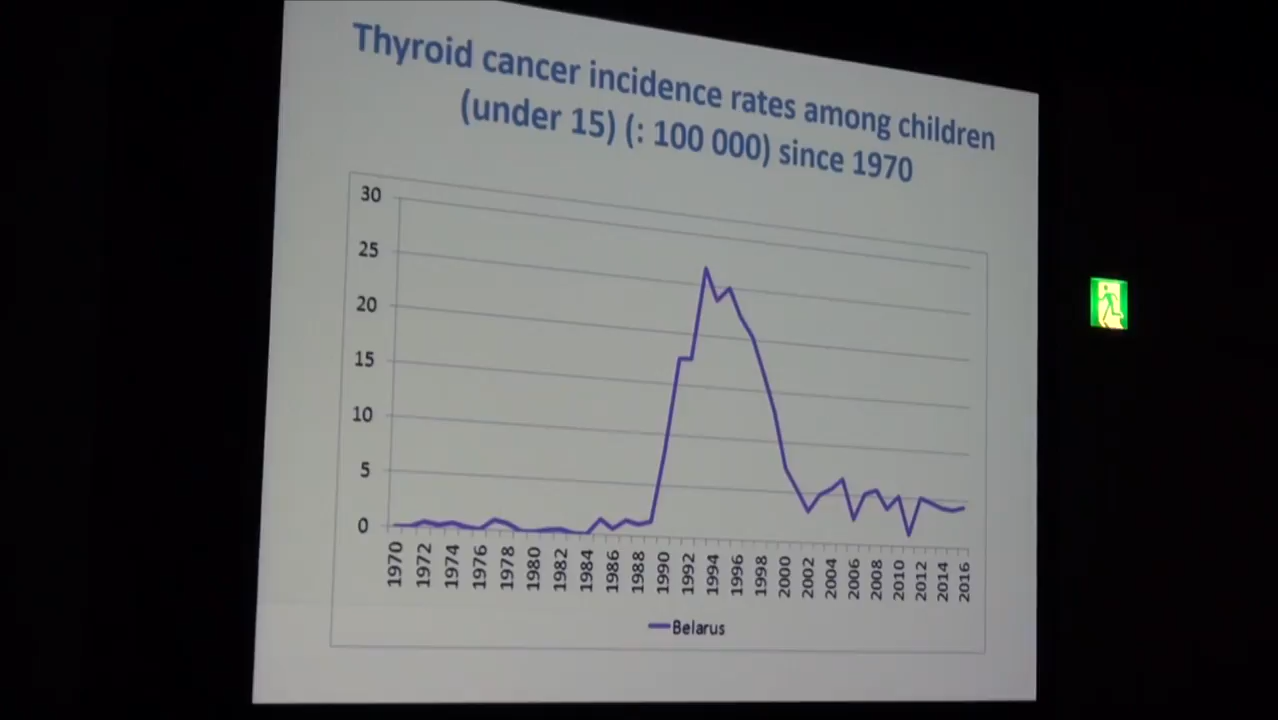 Thyroid cancer incidence rates among children
(under 15) (: 100 000) since 1970
30
25
20
15
10
5
0
1970 1972 1974 1976 1978 1980 1982 1984 1986 1988 1990 1992 1994 1996 1998 2000 2002 2004 2006 2008 2010 2012 2014 2016
Belarus